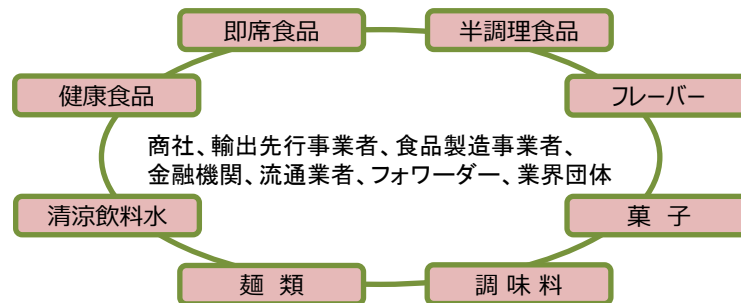 即席食品
半調理食品
健康食品
フレーバー
商社、輸出先行事業者、食品製造事業者、
金融機関、流通業者、フォワーダー、業界団体
清涼飲料水
菓 子
麺 類
調 味 料